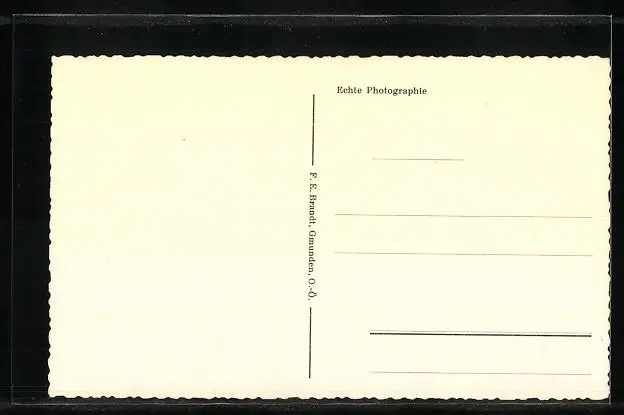 Echte Photographie
F. E. Brandt, Gmunden, O.-Ö.